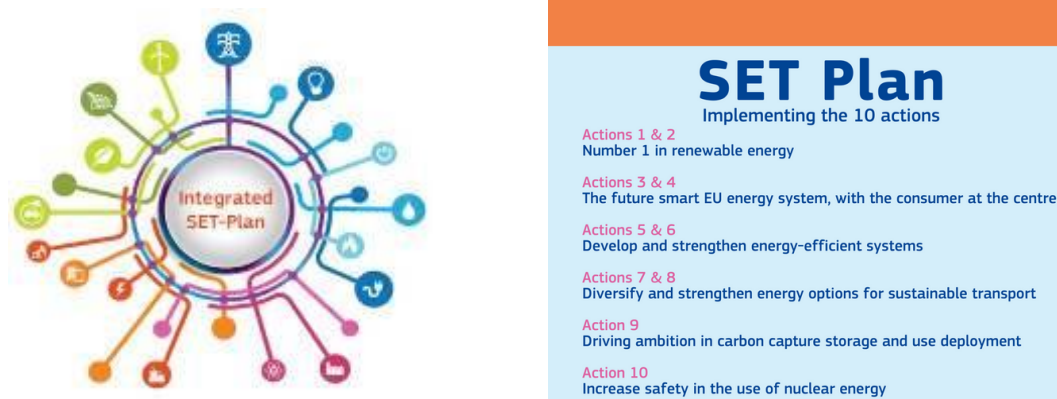 Integrated
SET-Plan
SET Plan
Implementing the 10 actions
Actions 1 & 2
Number 1 in renewable energy
Actions 3 & 4
The future smart EU energy system, with the consumer at the centre
Actions 5 & 6
Develop and strengthen energy-efficient systems
Actions 7 & 8
Diversify and strengthen energy options for sustainable transport
Action 9
Driving ambition in carbon capture storage and use deployment
Action 10
Increase safety in the use of nuclear energy